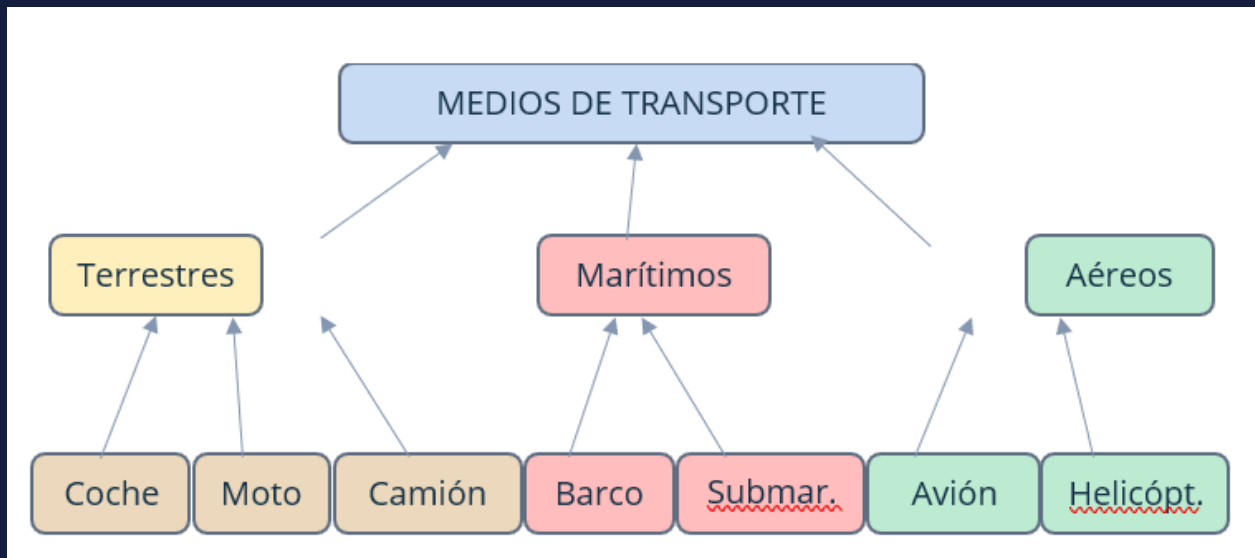 MEDIOS DE TRANSPORTE
Terrestres
Marítimos
Aéreos
Coche
Moto
Camión
Barco
Submar.
Avión
Helicópt.